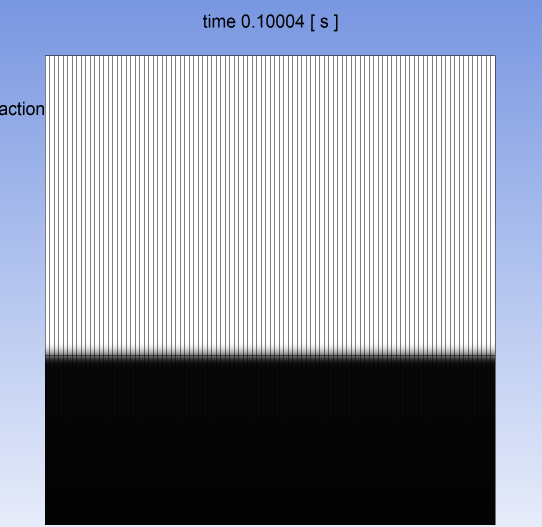 time 0.10004 [ s ]
action